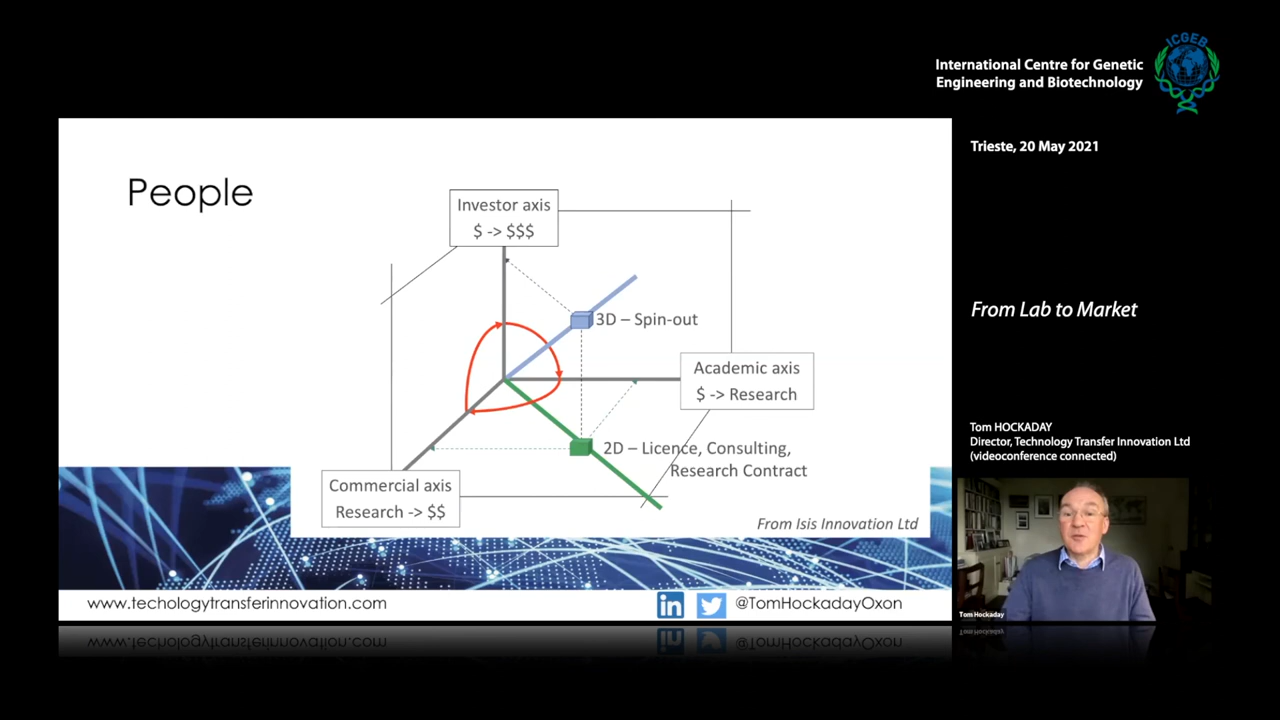 ICGEB
International Centre for Genetic
Engineering and Biotechnology
Trieste, 20 May 2021
People
Investor axis
$ -> $$$
3D – Spin-out
Academic axis
$ -> Research
2D – Licence, Consulting,
Research Contract
Commercial axis
Research -> $$
From Isis Innovation Ltd
www.techologytransferinnovation.com
in
@TomHockadayOxon
From Lab to Market
Tom HOCKADAY
Director, Technology Transfer Innovation Ltd
(videoconference connected)
Tom Hockaday